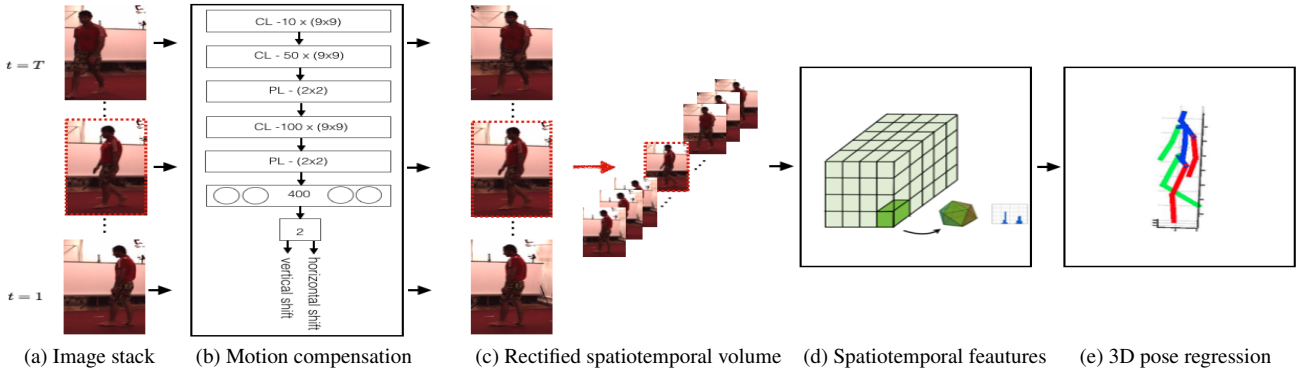 t = T
t = 1
CL -10 x (9x9)
CL - 50 x (9x9)
PL - (2x2)
CL -100 x (9x9)
PL - (2x2)
400
2
vertical shift
horizontal shift
(a) Image stack
(b) Motion compensation
(c) Rectified spatiotemporal volume
(d) Spatiotemporal feautures
(e) 3D pose regression